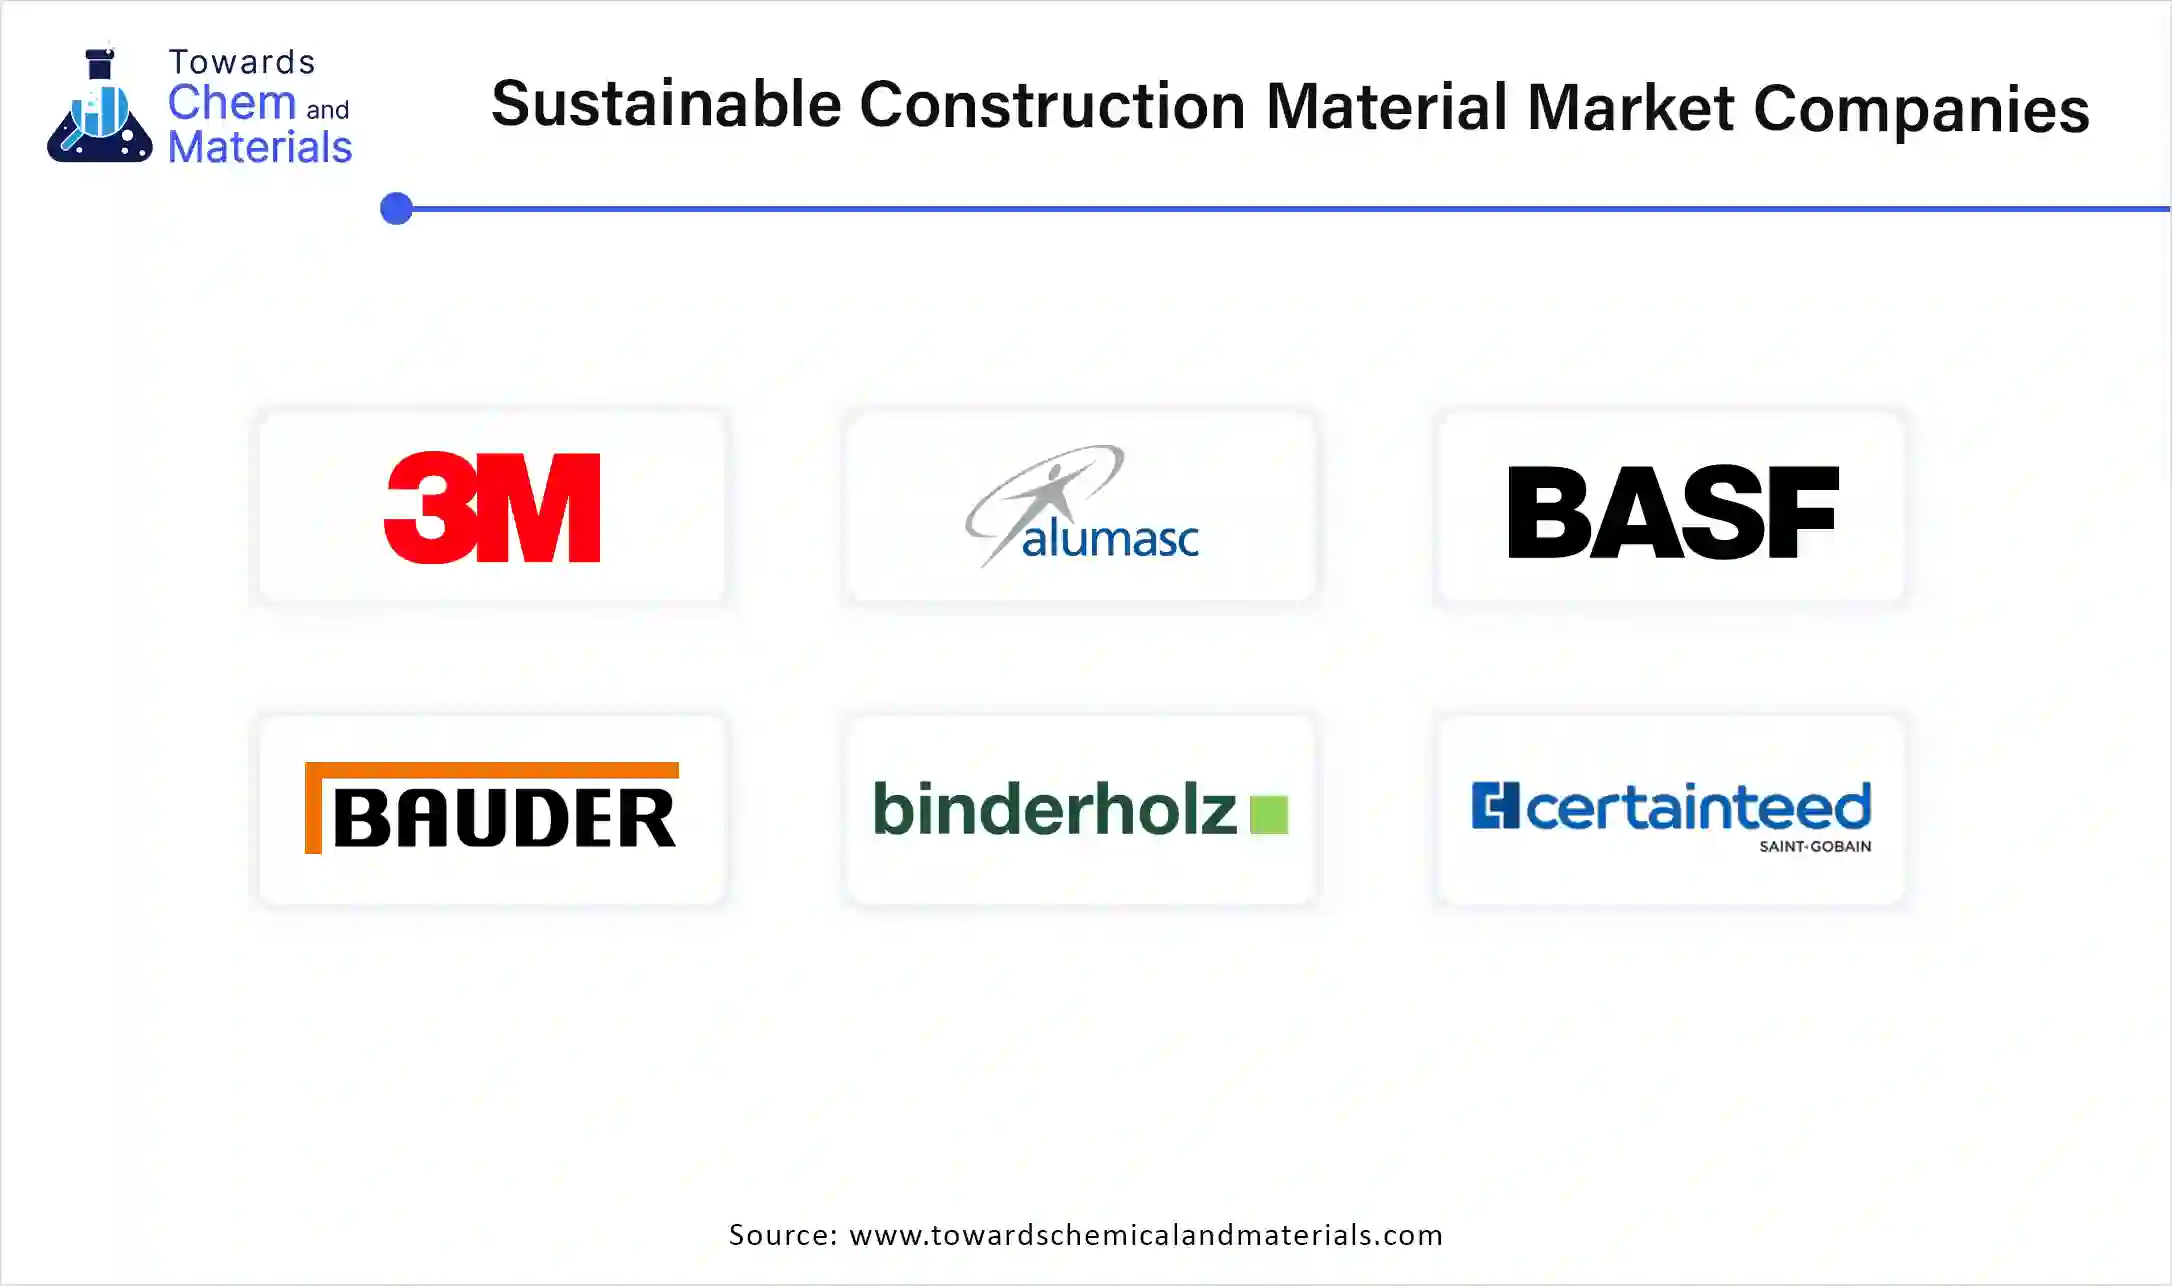 Towards
Chem and
Materials
Sustainable Construction Material Market Companies
3M
alumasc
BASF
BAUDER
binderholz
certainteed
SAINT-GOBAIN
Source: www.towardschemicalandmaterials.com